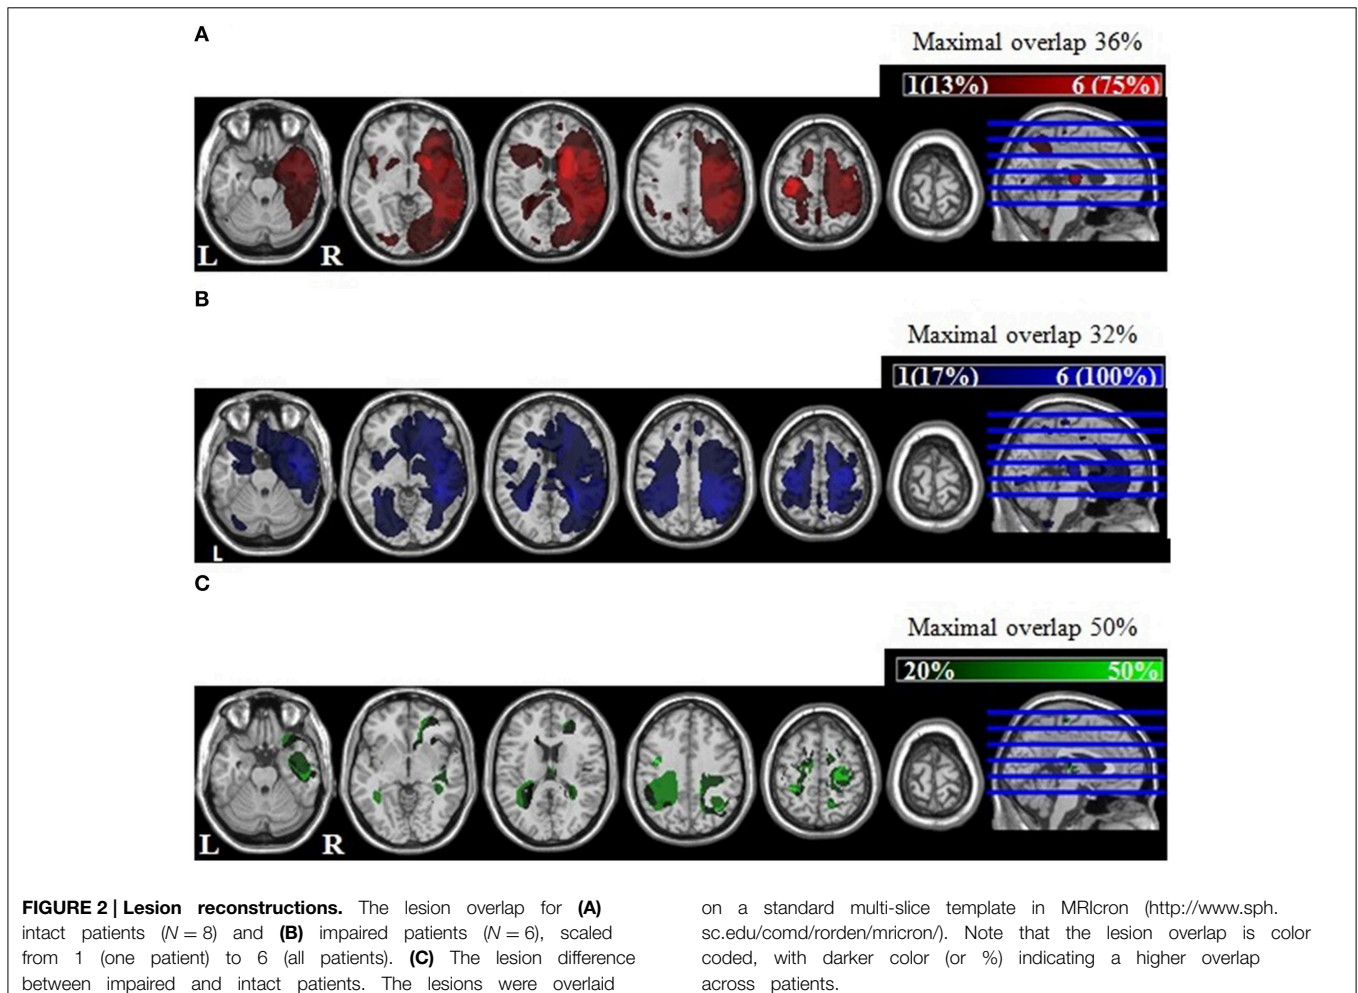 A
Maximal overlap 36%
1(13%) 6 (75%)
L R
B
Maximal overlap 32%
1(17%) 6 (100%)
L
C
Maximal overlap 50%
20% 50%
L R
FIGURE 2 | Lesion reconstructions. The lesion overlap for (A)
intact patients (N = 8) and (B) impaired patients (N = 6), scaled
from 1 (one patient) to 6 (all patients). (C) The lesion difference
between impaired and intact patients. The lesions were overlaid
on a standard multi-slice template in MRIcron (http://www.sph.
sc.edu/comd/rorden/mricron/). Note that the lesion overlap is color
coded, with darker color (or %) indicating a higher overlap
across patients.